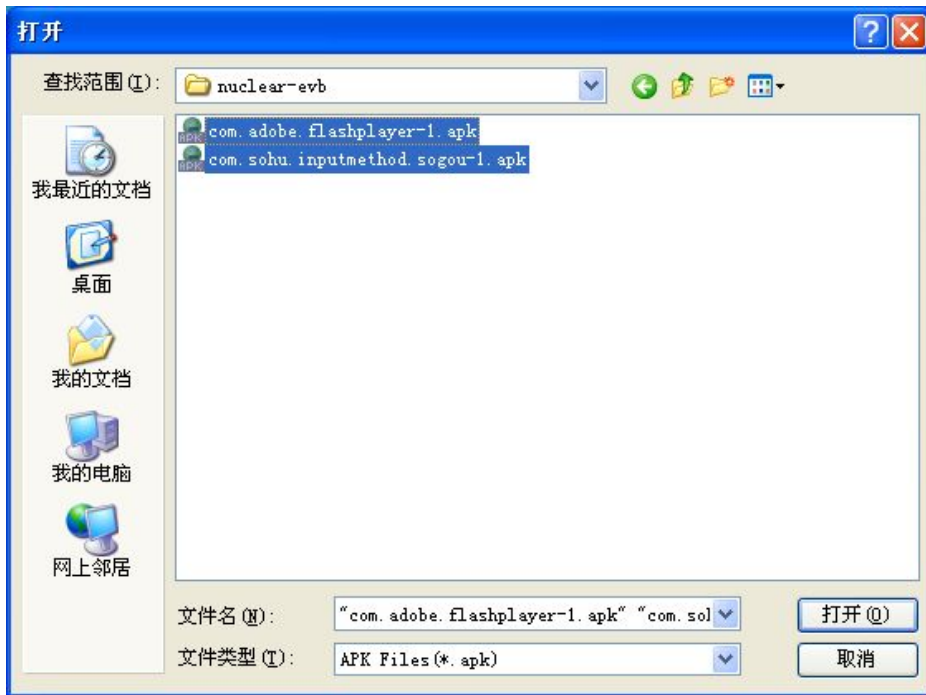 打开
查找范围(I):
nuclear-evb
com.adobe.flashplayer-1.apk
com.sohu.inputmethod.sogou-1.apk
我最近的文档
桌面
我的文档
我的电脑
网上邻居
文件名(N):
"com.adobe.flashplayer-1.apk" "com.sol
打开(O)
文件类型(T):
APK Files(*.apk)
取消